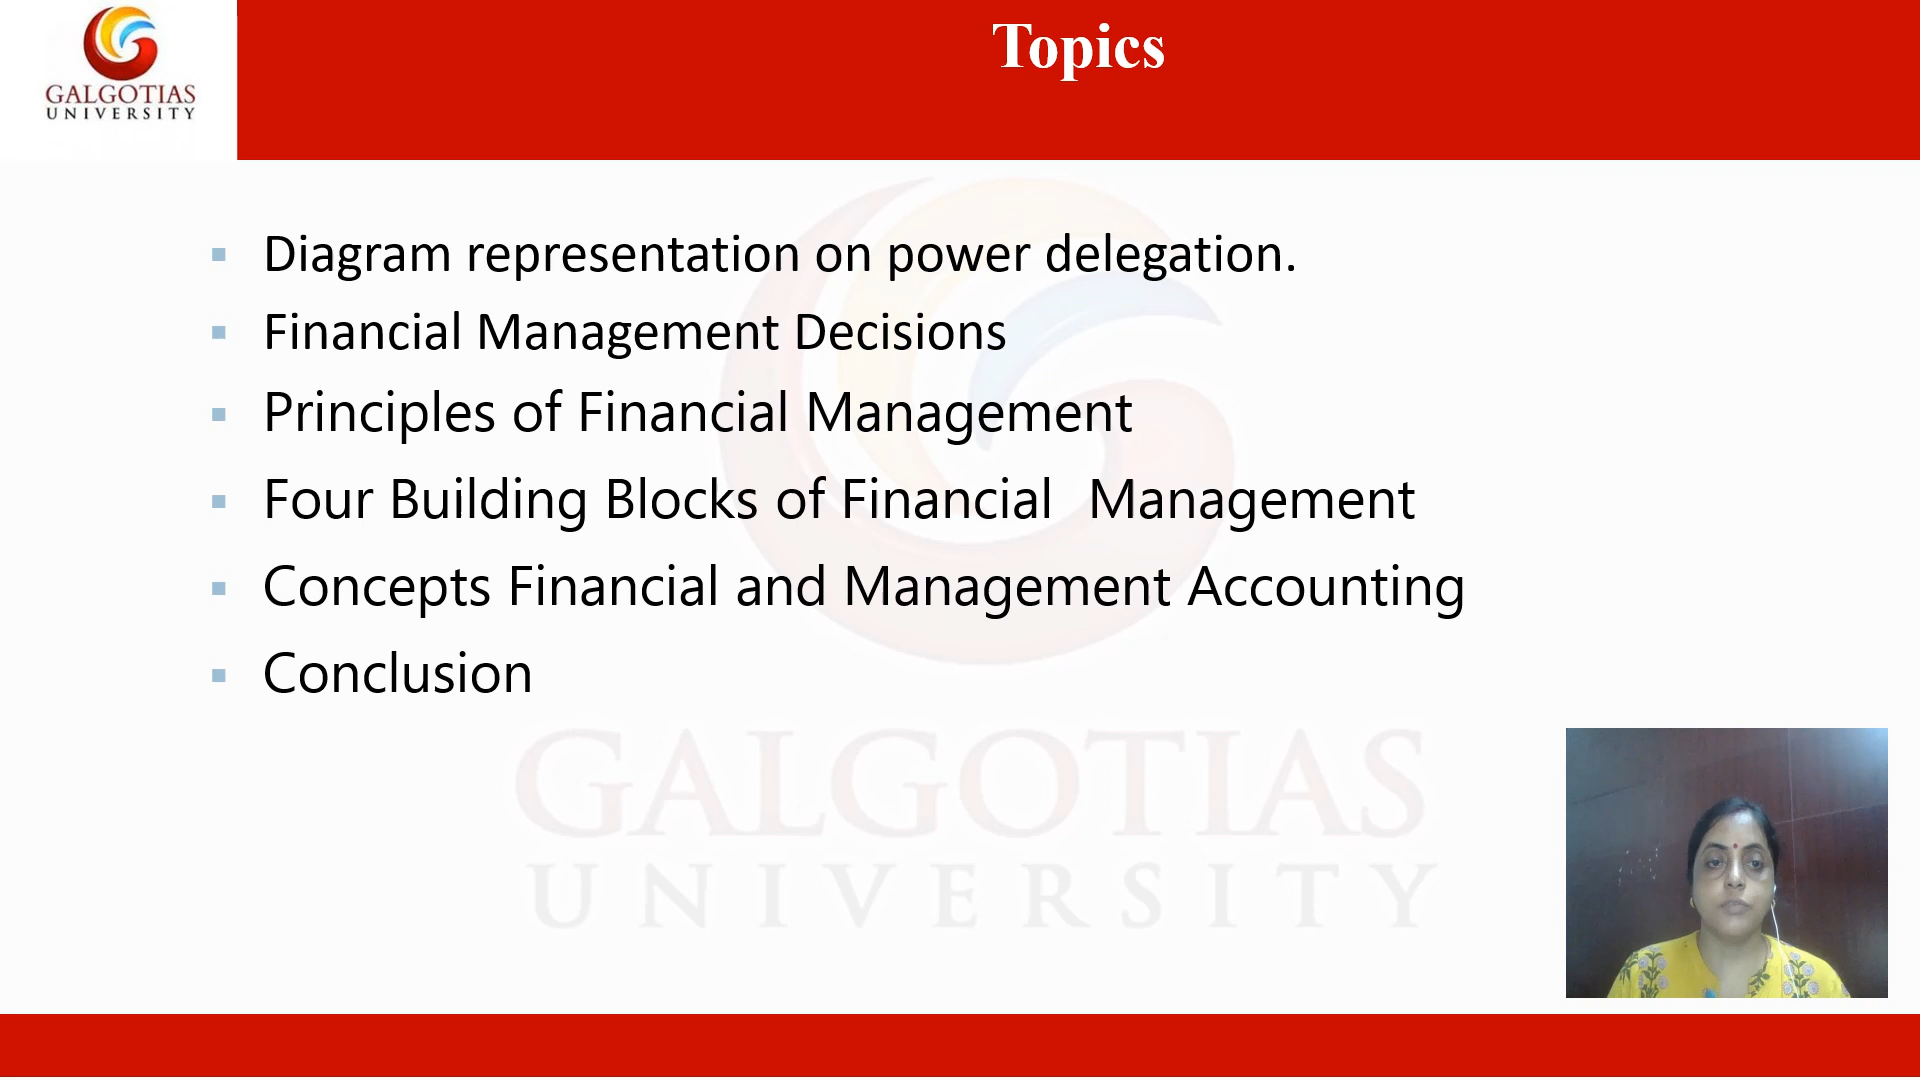 GALGOTIAS
UNIVERSITY
Topics
▪ Diagram representation on power delegation.
▪ Financial Management Decisions
▪ Principles of Financial Management
▪ Four Building Blocks of Financial Management
▪ Concepts Financial and Management Accounting
▪ Conclusion
GALGOTIAS
UNIVERSITY